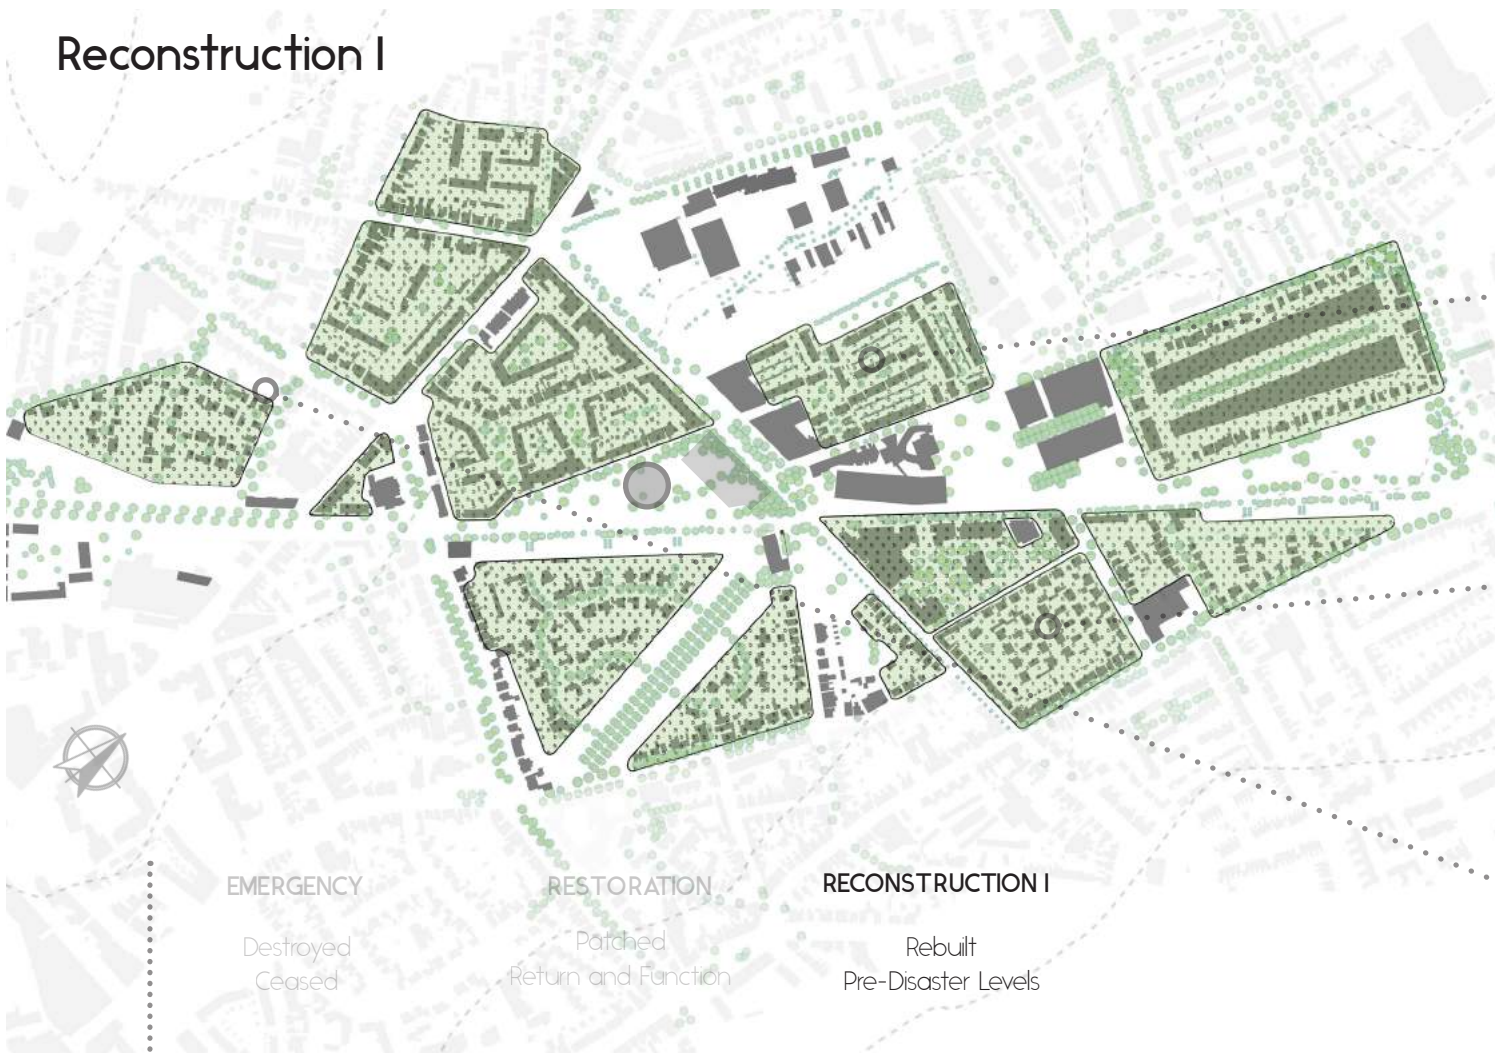 Reconstruction I
EMERGENCY
Destroyed
Ceased
RESTORATION
Patched
Return and Function
RECONSTRUCTION I
Rebuilt
Pre-Disaster Levels